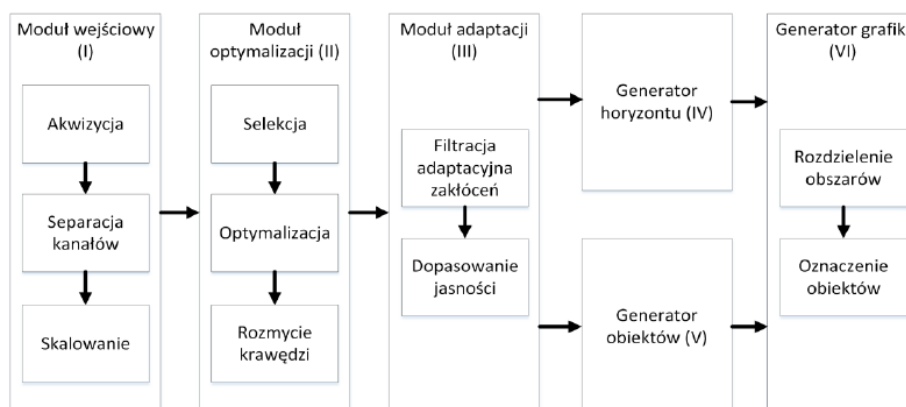 Moduł wejściowy
(I)
Akwizycja
Separacja
kanałów
Skalowanie
Moduł
optymalizacji (II)
Selekcja
Optymalizacja
Rozmycie
krawędzi
Moduł adaptacji
(III)
Filtracja
adaptacyjna
zakłóceń
Dopasowanie
jasności
Generator
horyzontu (IV)
Generator
obiektów (V)
Generator grafik
(VI)
Rozdzielenie
obszarów
Oznaczenie
obiektów